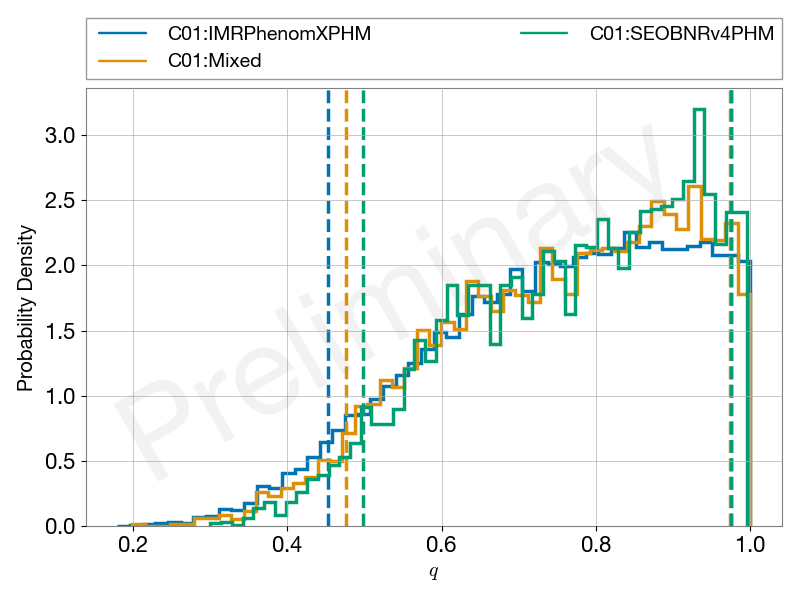 C01:IMRPhenomXPHM
C01:Mixed
C01:SEOBNRv4PHM
Preliminary
Probability Density
3.0
2.5
2.0
1.5
1.0
0.5
0.0
0.2 0.4 0.6 0.8 1.0
q